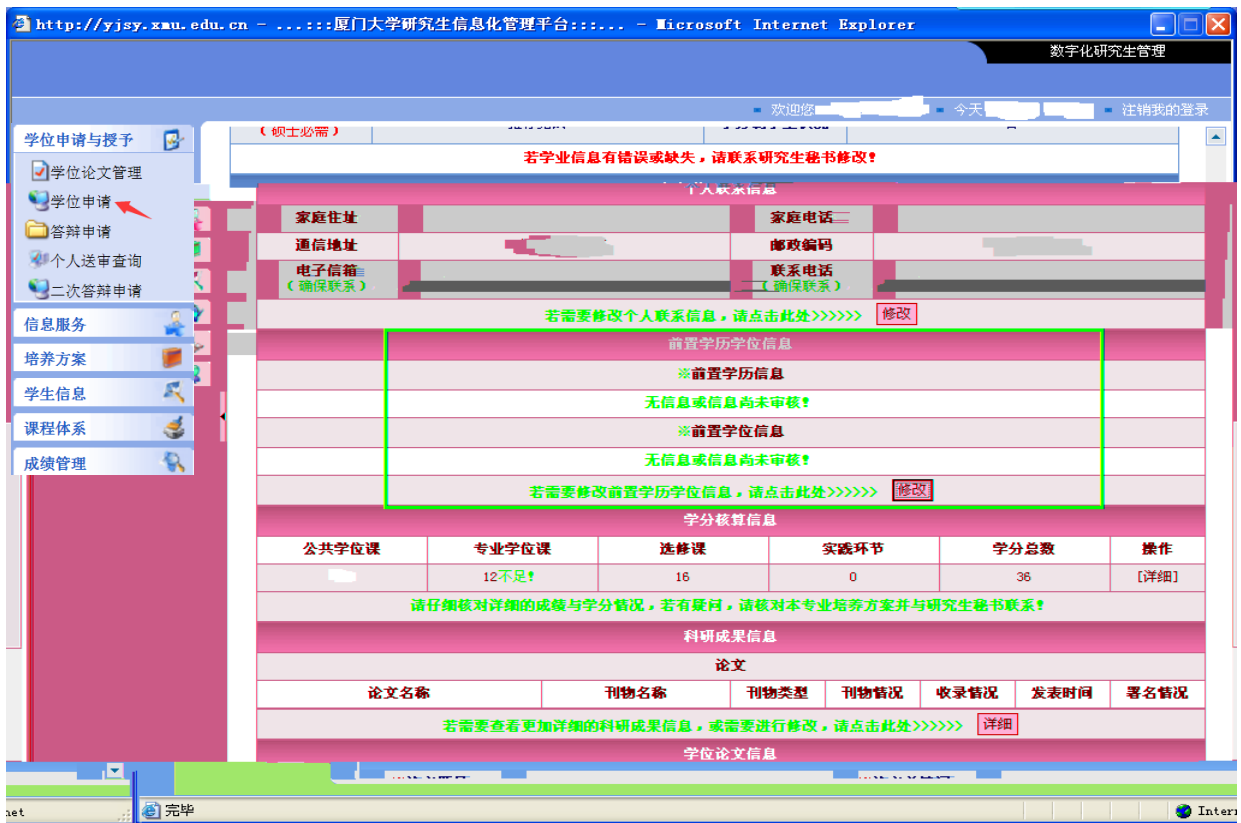 http://yjsy.xmu.edu.cn - ...:::厦门大学研究生信息化管理平台:::... - Microsoft Internet Explorer
数字化研究生管理
欢迎您 今天 注销我的登录
学位申请与授予
学位论文管理
学位申请
答辩申请
个人送审查询
二次答辩申请
信息服务
培养方案
学生信息
课程体系
成绩管理
(硕士必需)
若学业信息有错误或缺失，请联系研究生秘书修改!
个人联系信息
家庭住址 家庭电话
通信地址 邮政编码
电子信箱 联系电话
(确保联系) (确保联系)
若需要修改个人联系信息，请点击此处>>>>>> 修改
前置学历学位信息
※前置学历信息
无信息或信息尚未审核!
※前置学位信息
无信息或信息尚未审核!
若需要修改前置学历学位信息，请点击此处>>>>>> 修改
学分核算信息
公共学位课 专业学位课 选修课 实践环节 学分总数 操作
12不足! 16 0 36 [详细]
请仔细核对详细的成绩与学分情况，若有疑问，请核对本专业培养方案并与研究生秘书联系!
科研成果信息
论文
论文名称 刊物名称 刊物类型 刊物情况 收录情况 发表时间 署名情况
若需要查看更加详细的科研成果信息，或需要进行修改，请点击此处>>>>>> 详细
学位论文信息
net 完毕 Inter